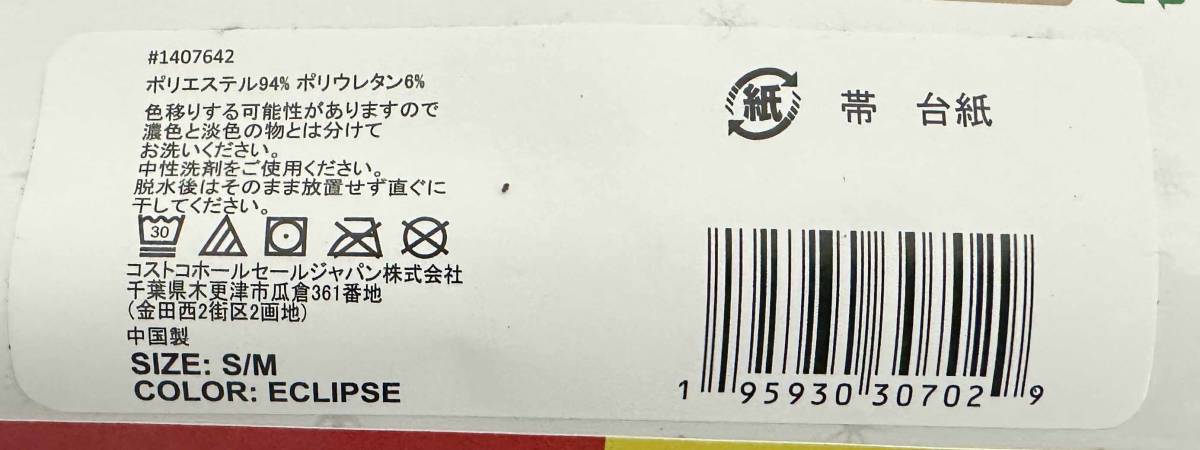 #1407642
ポリエステル94% ポリウレタン6%
色移りする可能性がありますので
濃色と淡色の物とは分けて
お洗いください。
中性洗剤をご使用ください。
脱水後はそのまま放置せず直ぐに
干してください。
30
コストコホールセールジャパン株式会社
千葉県木更津市瓜倉361番地
(金田西2街区2画地)
中国製
SIZE: S/M
COLOR: ECLIPSE
紙 帯 台紙
1 95930 30702 9